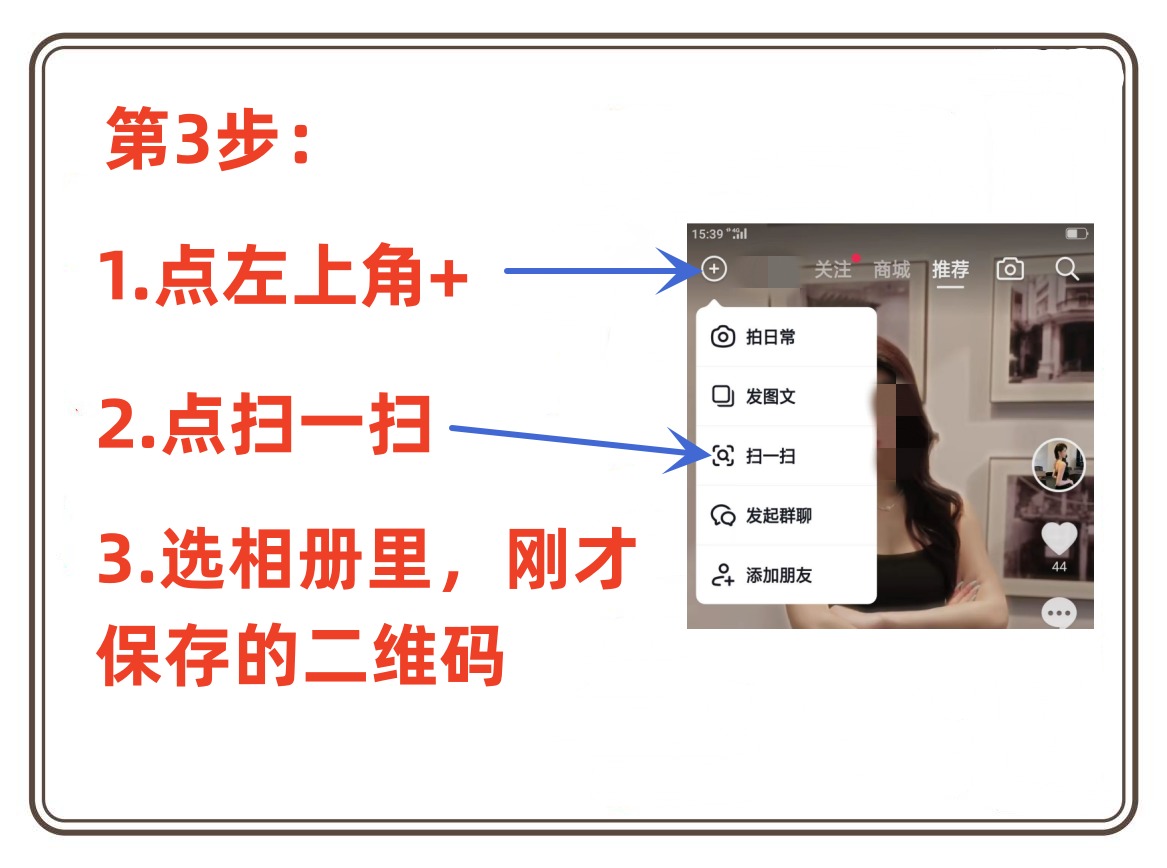 第3步：
1.点左上角+
2.点扫一扫
3.选相册里，刚才
保存的二维码
15:39 4G
关注 商城 推荐
拍日常
发图文
扫一扫
发起群聊
添加朋友
44